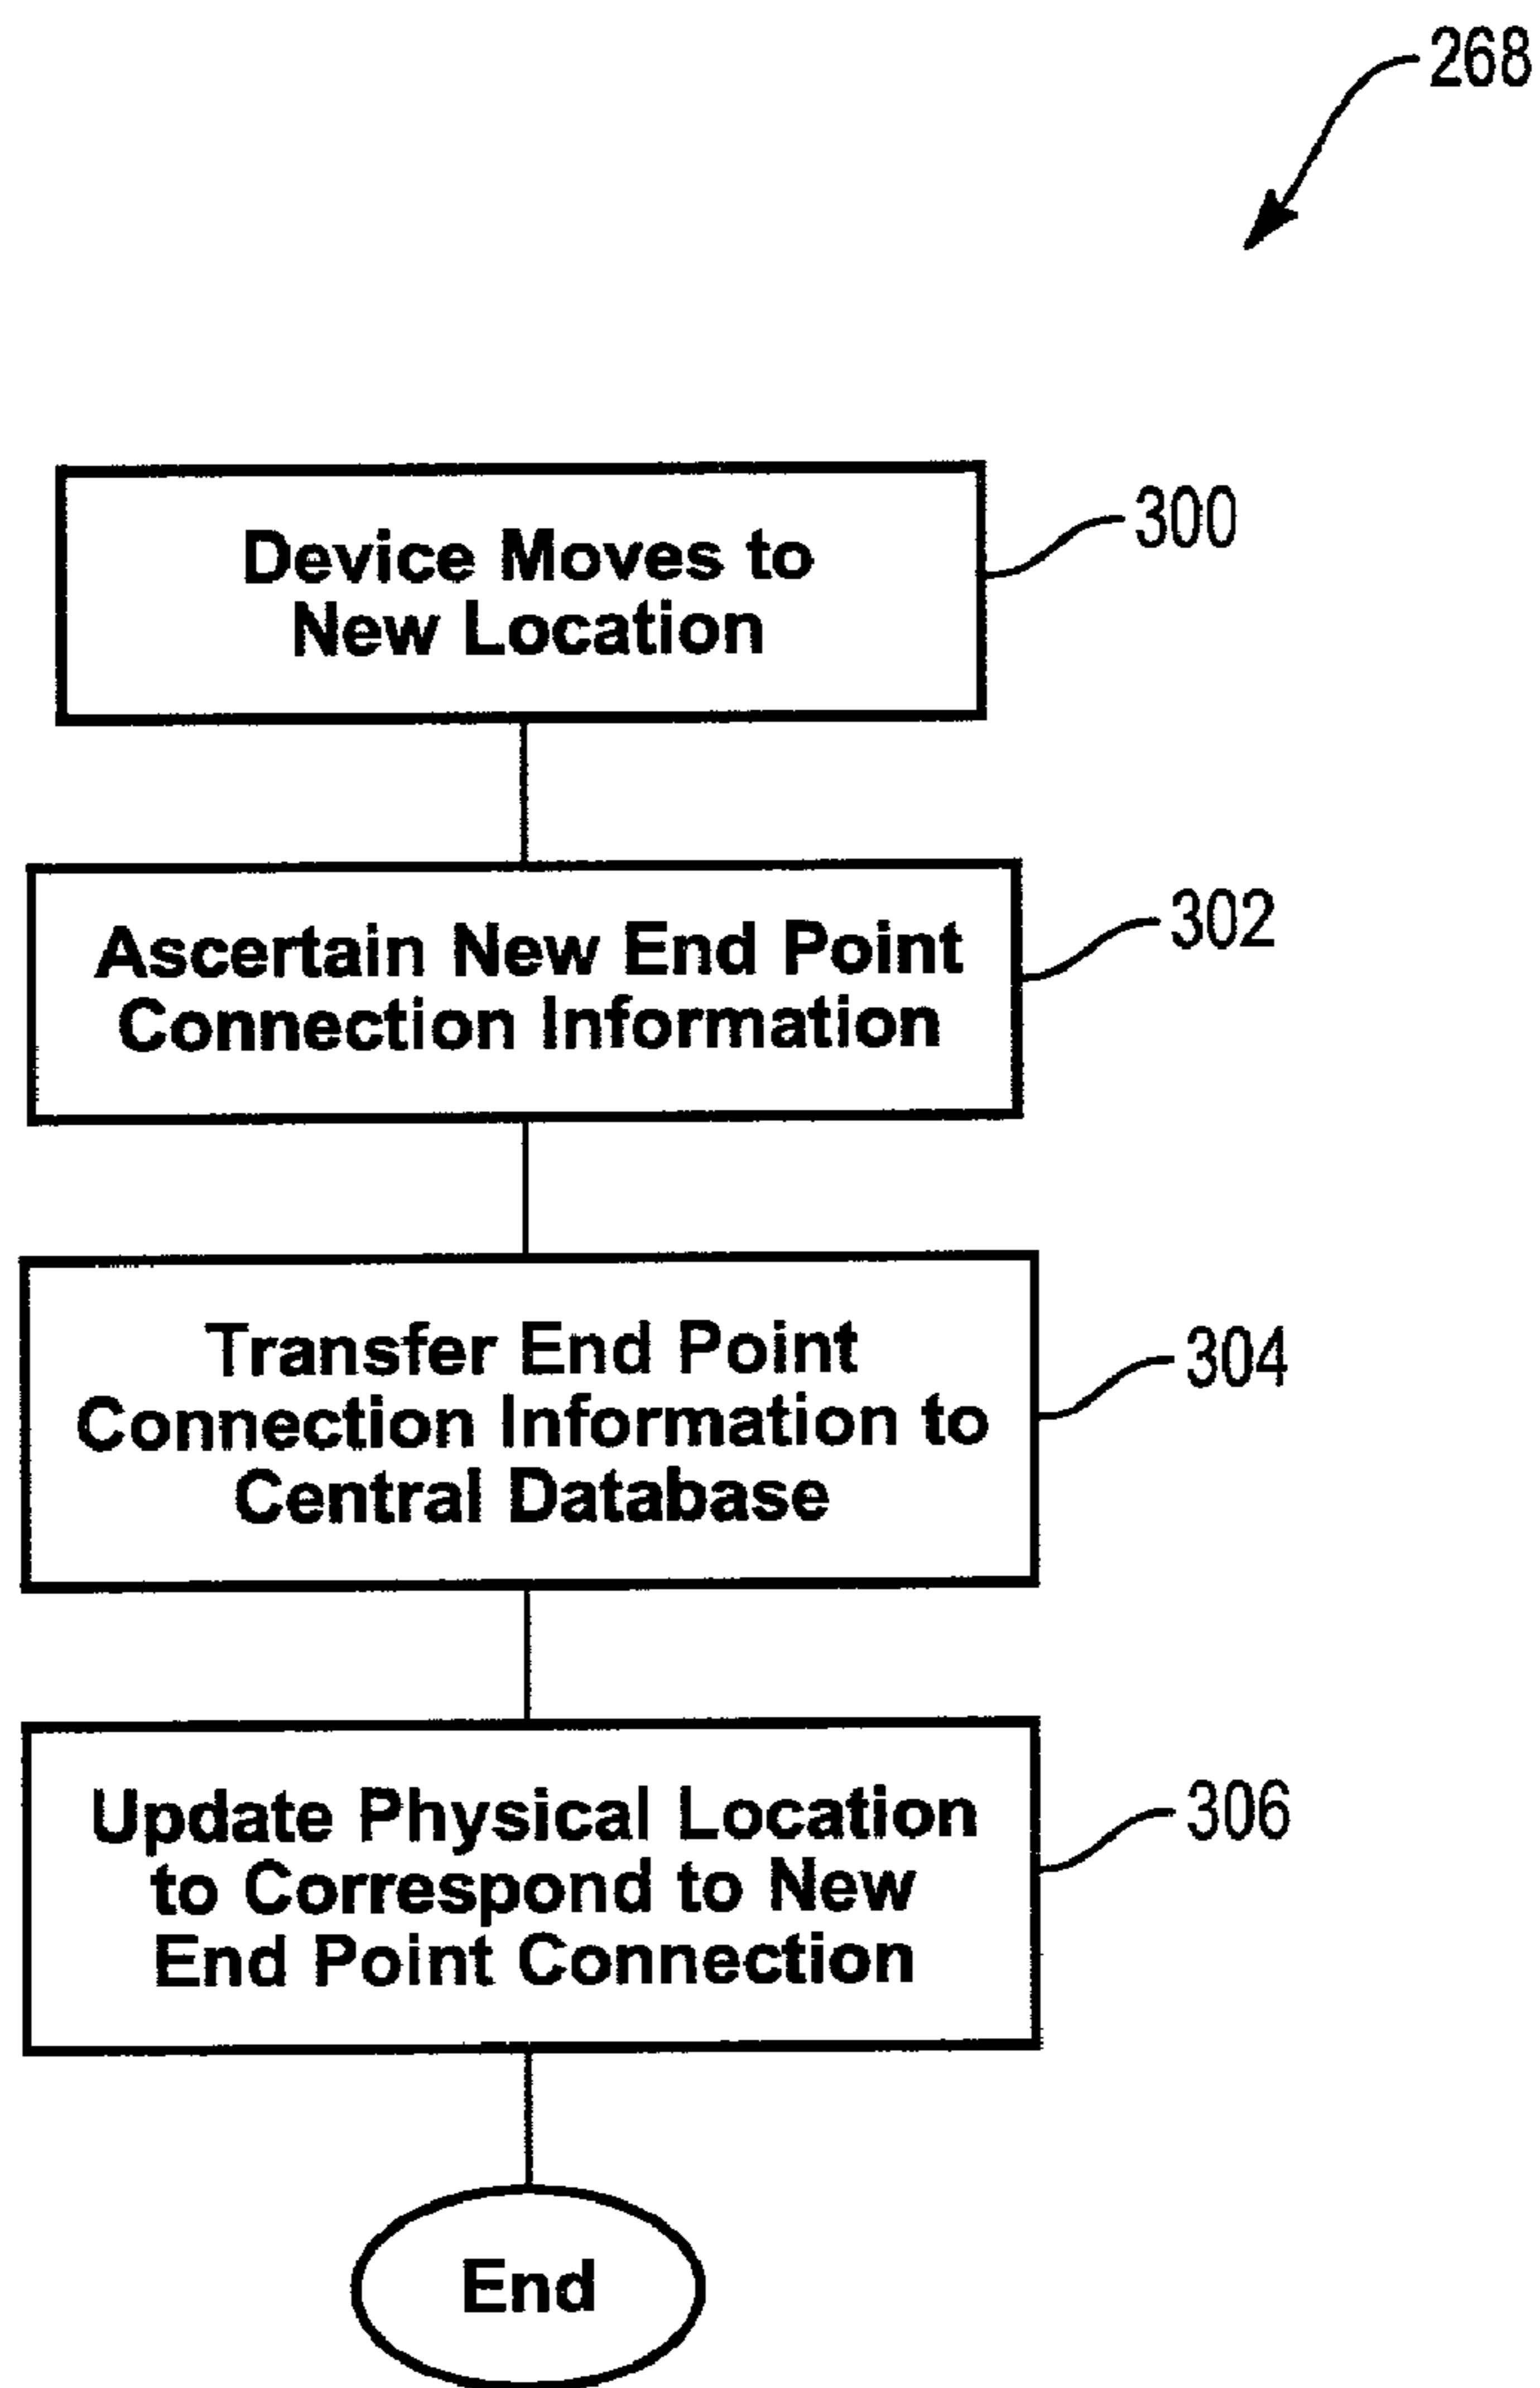 268
Device Moves to
New Location
300
Ascertain New End Point
Connection Information
302
Transfer End Point
Connection Information to
Central Database
304
Update Physical Location
to Correspond to New
End Point Connection
306
End